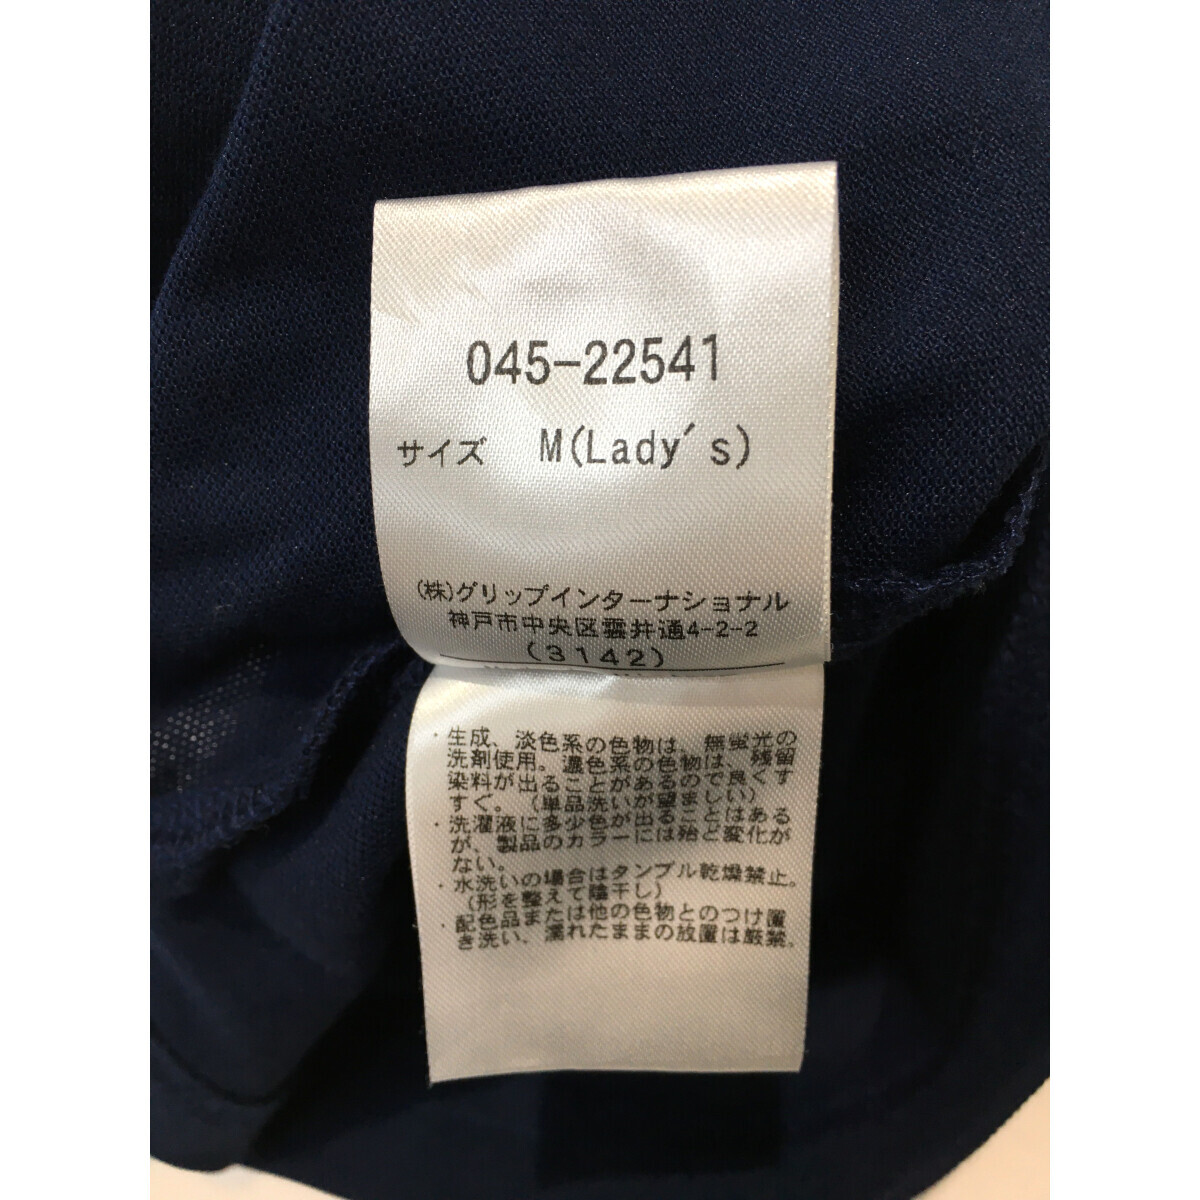 045-22541
サイズ M(Lady's)
(株)グリップインターナショナル
神戸市中央区雲井通4-2-2
(3142)
・生成、淡色系の色物は、無蛍光の
洗剤使用。濃色系の色物は、残留
染料が出ることがあるので良くす
すぐ。(単品洗いが望ましい)
・洗濯液に多少色が出ることはある
が、製品のカラーには殆ど変化が
ない。
・水洗いの場合はタンブル乾燥禁止。
(形を整えて陰干し)
・配色品または他の色物とのつけ置
き洗い、濡れたままの放置は厳禁。